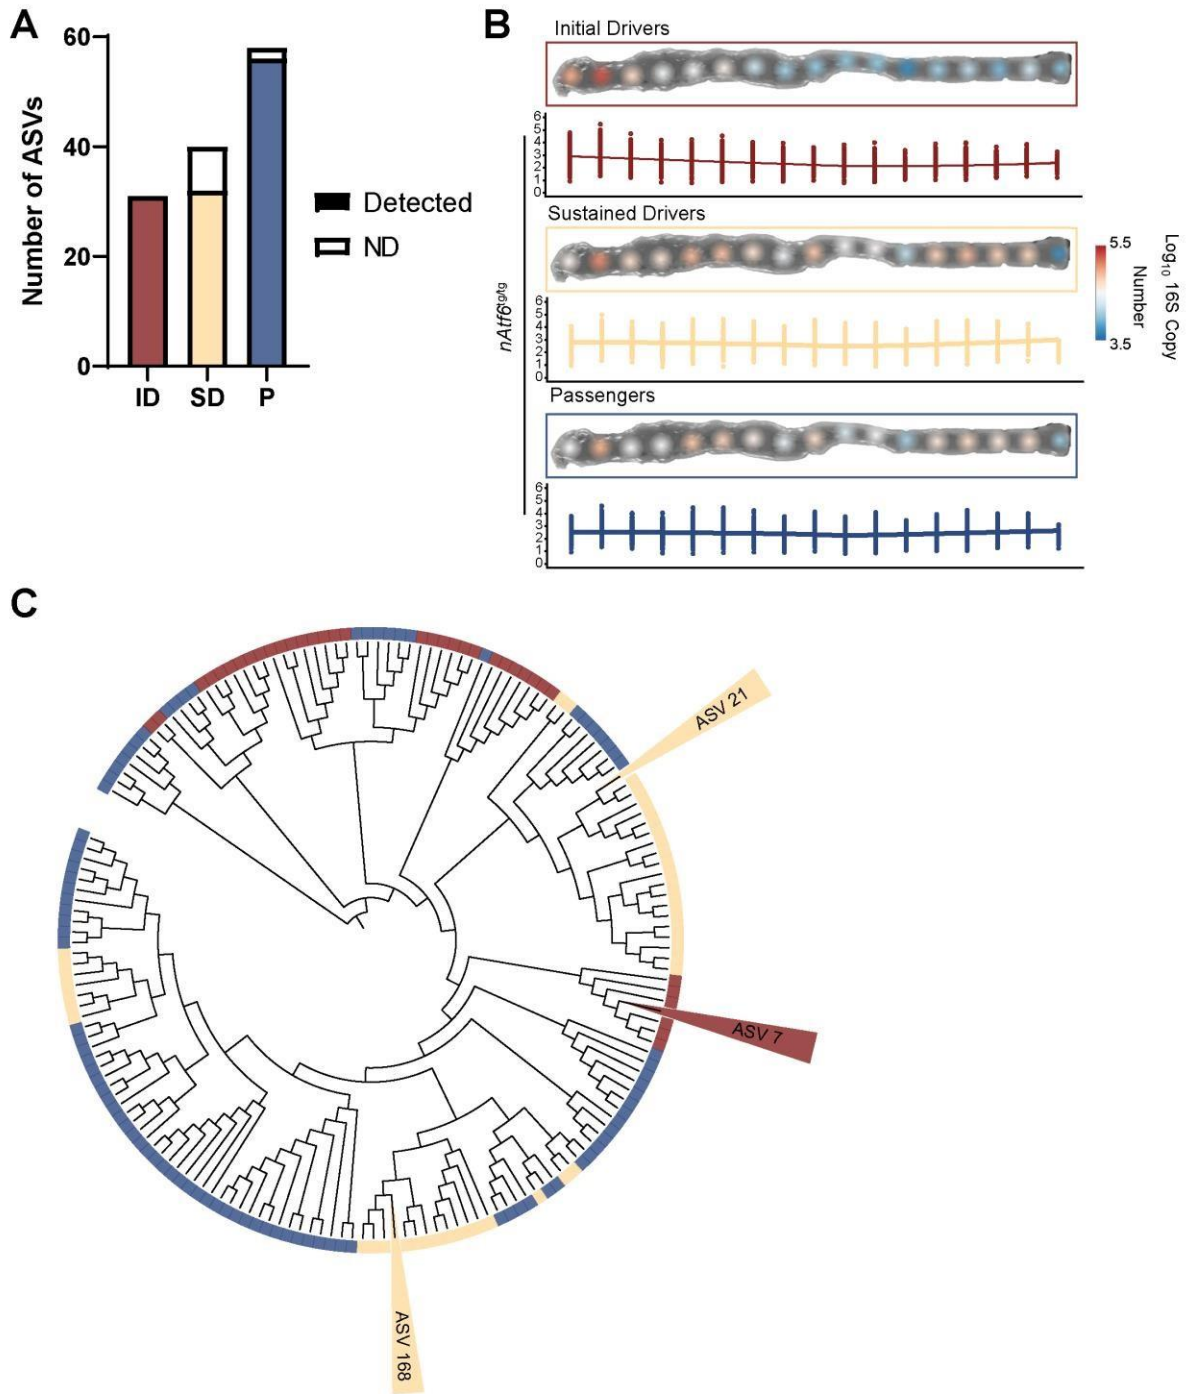 A
60
40
20
0
Number of ASVs
ID SD P
Detected
ND
B
Initial Drivers
6
5
4
3
2
1
0
Sustained Drivers
6
5
4
3
2
1
0
Passengers
6
5
4
3
2
1
0
nAtf6tg/tg
5.5
3.5
Log10 16S Copy
Number
C
ASV 21
ASV 7
ASV 168